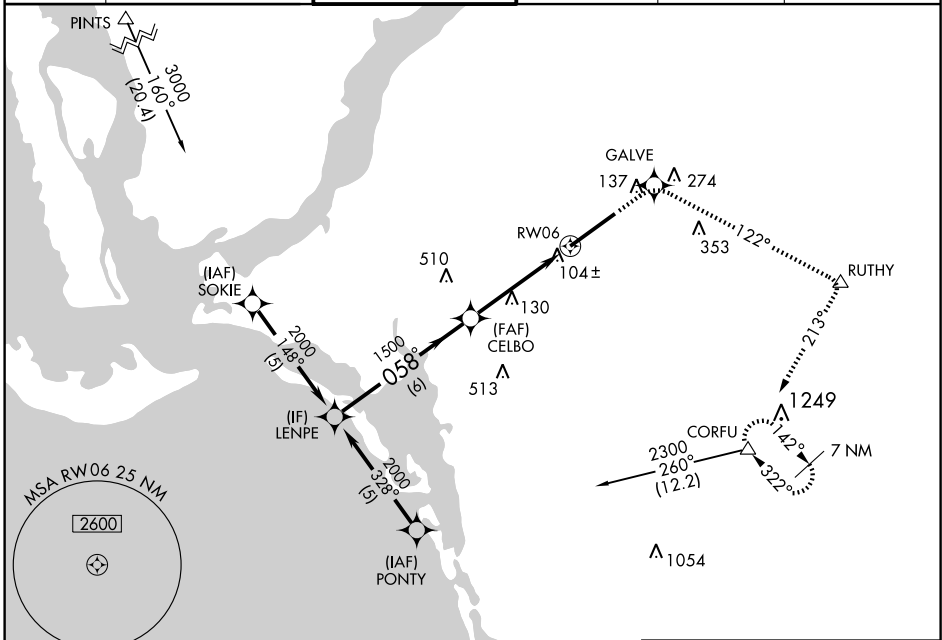 PINTS
3000
160°
(20.4)
GALVE
137
274
RW06
122°
353
510
104±
RUTHY
(IAF)
SOKIE
130
(FAF)
CELBO
213°
2000
148°
(5)
1500
058°
(6)
513
1249
(IF)
LENPE
CORFU
142°
7 NM
322°
2300
260°
(12.2)
2000
328°
(5)
MSA RW06 25 NM
2600
(IAF)
PONTY
1054